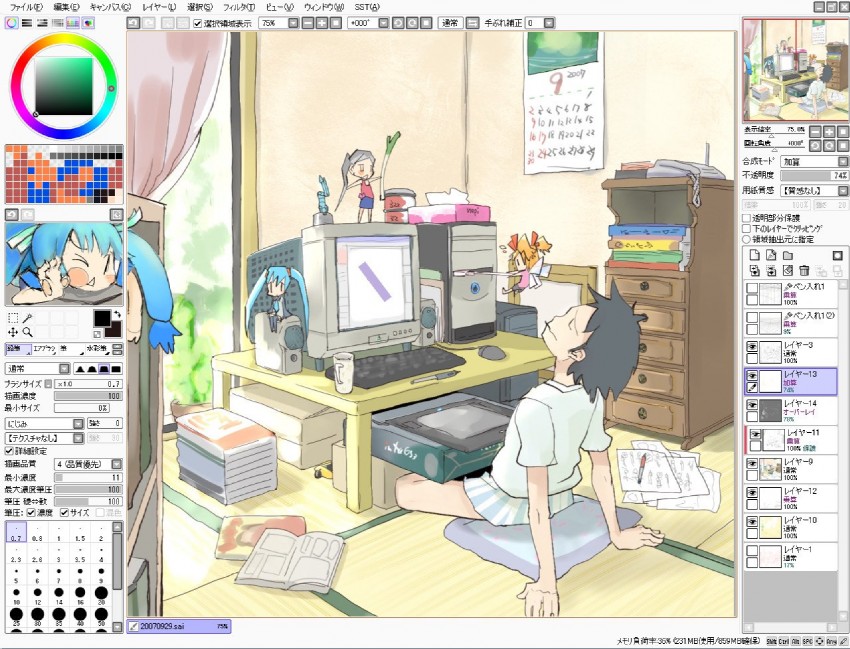 ファイル(F) 編集(E) キャンバス(C) レイヤー(L) 選択(S) フィルタ(T) ビュー(V) ウィンドウ(W) SST(A)
選択領域表示 75% +000° 通常 手ぶれ補正 0
9 2007
表示倍率 75.0%
回転角度 +000°
合成モード 加算
不透明度 74%
用紙質感 【質感なし】
100%
透明部分保護
下のレイヤーでクリッピング
領域抽出元に指定
ペン入れ1
乗算
ペン入れ1(2)
乗算
レイヤー3
通常
100%
レイヤー13
加算
74%
レイヤー14
オーバーレイ
レイヤー11
乗算
100% 保護
レイヤー9
通常
100%
レイヤー12
乗算
100%
レイヤー10
通常
100%
レイヤー1
通常
17%
鉛筆 エアブラシ 筆 水彩筆
通常
ブラシサイズ x1.0 0.7
描画濃度 100
最小サイズ 0%
にじみ 強さ 0
【テクスチャなし】 強さ
詳細設定
描画品質 4 (品質優先)
最小濃度 11
最大濃度筆圧 100
筆圧 硬⇔軟 100
筆圧: 濃度 サイズ 混色
0.7 0.8 1 1.5 2
2.3 2.6 3 3.5 4
5 6 7 8 9
10 12 14 16 20
25 30 35 40 50
20070929.sai 75%
メモリ負荷率:36% (231MB使用/859MB確保) Shift Ctrl Alt SPC Any